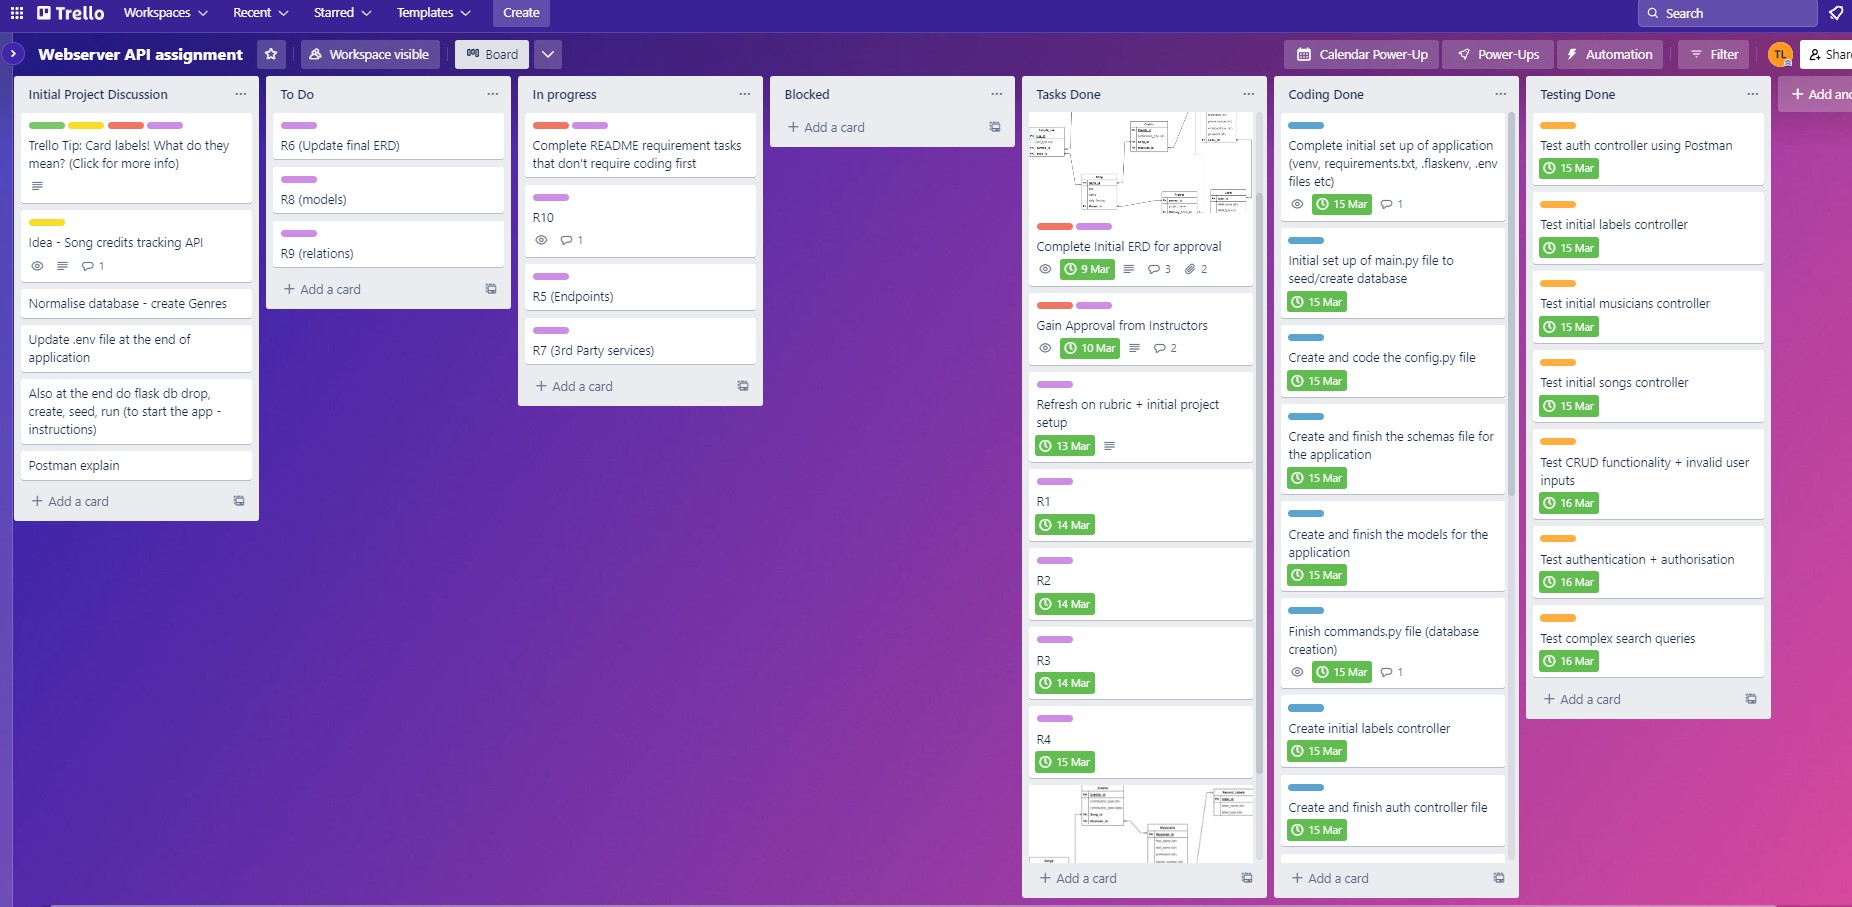 Trello
Workspaces
Recent
Starred
Templates
Create
Search
Webserver API assignment
Workspace visible
Board
Calendar Power-Up
Power-Ups
Automation
Filter
TL
Shar
Initial Project Discussion
Trello Tip: Card labels! What do they
mean? (Click for more info)
Idea - Song credits tracking API
1
Normalise database - create Genres
Update .env file at the end of
application
Also at the end do flask db drop,
create, seed, run (to start the app -
instructions)
Postman explain
+ Add a card
To Do
R6 (Update final ERD)
R8 (models)
R9 (relations)
+ Add a card
In progress
Complete README requirement tasks
that don't require coding first
R10
1
R5 (Endpoints)
R7 (3rd Party services)
+ Add a card
Blocked
+ Add a card
Tasks Done
Complete Initial ERD for approval
9 Mar
3
2
Gain Approval from Instructors
10 Mar
2
Refresh on rubric + initial project
setup
13 Mar
R1
14 Mar
R2
14 Mar
R3
14 Mar
R4
15 Mar
+ Add a card
Coding Done
Complete initial set up of application
(venv, requirements.txt, .flaskenv, .env
files etc)
15 Mar
1
Initial set up of main.py file to
seed/create database
15 Mar
Create and code the config.py file
15 Mar
Create and finish the schemas file for
the application
15 Mar
Create and finish the models for the
application
15 Mar
Finish commands.py file (database
creation)
15 Mar
1
Create initial labels controller
15 Mar
Create and finish auth controller file
15 Mar
+ Add a card
Testing Done
Test auth controller using Postman
15 Mar
Test initial labels controller
15 Mar
Test initial musicians controller
15 Mar
Test initial songs controller
15 Mar
Test CRUD functionality + invalid user
inputs
16 Mar
Test authentication + authorisation
16 Mar
Test complex search queries
16 Mar
+ Add a card
+ Add an